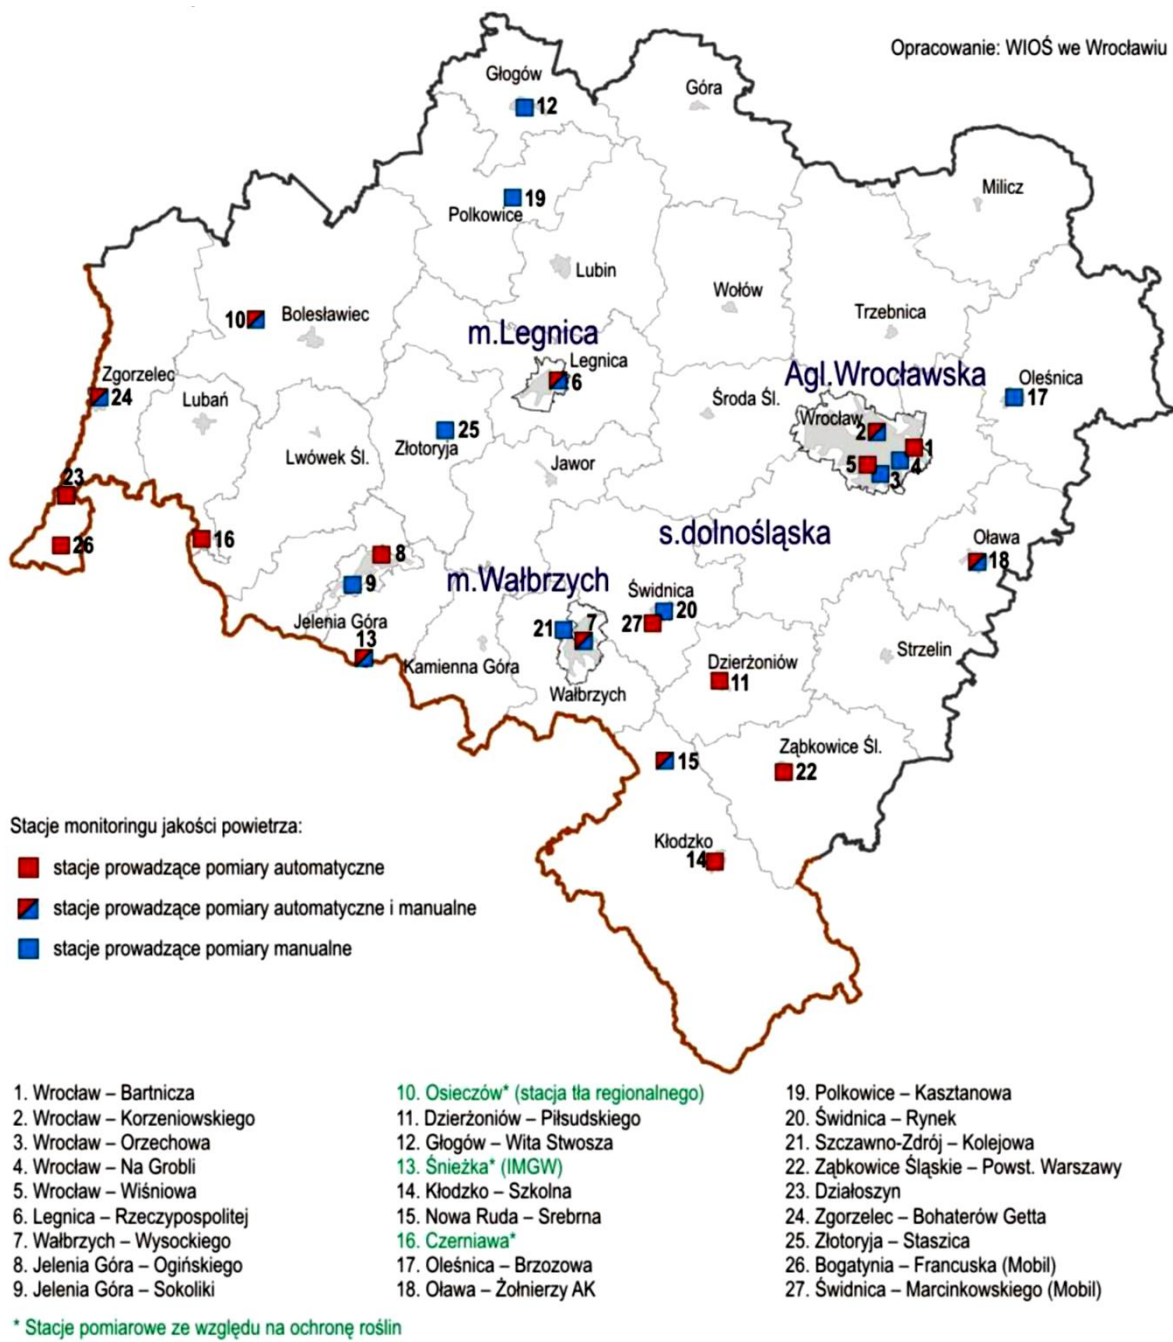 Opracowanie: WIOŚ we Wrocławiu
Głogów
12
Góra
Milicz
19
Polkowice
Lubin
Wołów
Trzebnica
10
Bolesławiec
m.Legnica
Legnica
6
Agl.Wrocławska
Zgorzelec
24
Lubań
Oleśnica
17
Środa Śl.
Wrocław
2
1
25
Złotoryja
Lwówek Śl.
Jawor
5
4
3
23
26
16
8
9
s.dolnośląska
Oława
18
m.Wałbrzych
Świdnica
20
27
Jelenia Góra
13
21
7
Kamienna Góra
Wałbrzych
Dzierżoniów
11
Strzelin
15
Ząbkowice Śl.
22
Kłodzko
14
Stacje monitoringu jakości powietrza:
stacje prowadzące pomiary automatyczne
stacje prowadzące pomiary automatyczne i manualne
stacje prowadzące pomiary manualne
1. Wrocław – Bartnicza
2. Wrocław – Korzeniowskiego
3. Wrocław – Orzechowa
4. Wrocław – Na Grobli
5. Wrocław – Wiśniowa
6. Legnica – Rzeczypospolitej
7. Wałbrzych – Wysockiego
8. Jelenia Góra – Ogińskiego
9. Jelenia Góra – Sokoliki
10. Osieczów* (stacja tła regionalnego)
11. Dzierżoniów – Piłsudskiego
12. Głogów – Wita Stwosza
13. Śnieżka* (IMGW)
14. Kłodzko – Szkolna
15. Nowa Ruda – Srebrna
16. Czerniawa*
17. Oleśnica – Brzozowa
18. Oława – Żołnierzy AK
19. Polkowice – Kasztanowa
20. Świdnica – Rynek
21. Szczawno-Zdrój – Kolejowa
22. Ząbkowice Śląskie – Powst. Warszawy
23. Działoszyn
24. Zgorzelec – Bohaterów Getta
25. Złotoryja – Staszica
26. Bogatynia – Francuska (Mobil)
27. Świdnica – Marcinkowskiego (Mobil)
* Stacje pomiarowe ze względu na ochronę roślin